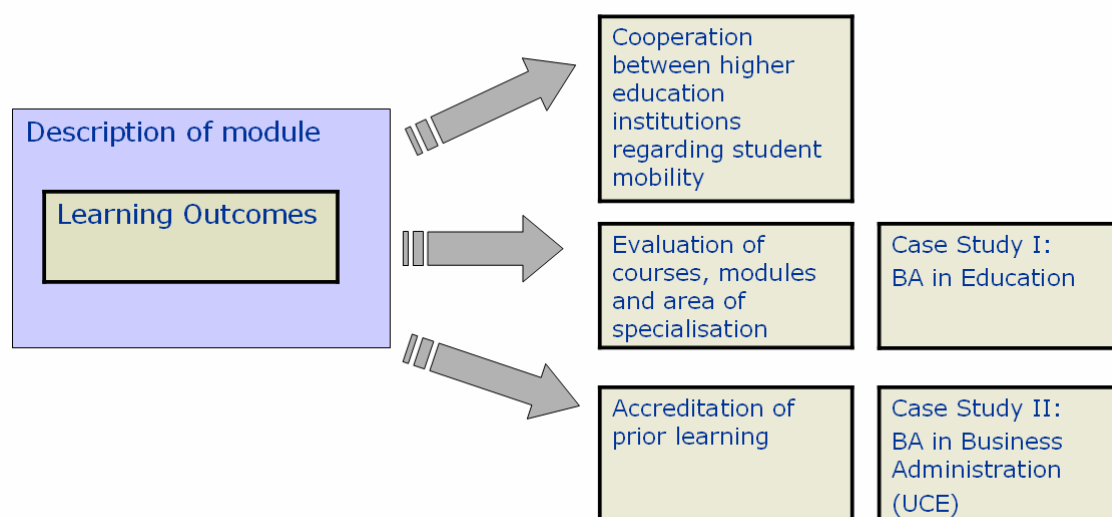 Description of module
Learning Outcomes
Cooperation
between higher
education
institutions
regarding student
mobility
Evaluation of
courses, modules
and area of
specialisation
Case Study I:
BA in Education
Accreditation of
prior learning
Case Study II:
BA in Business
Administration
(UCE)